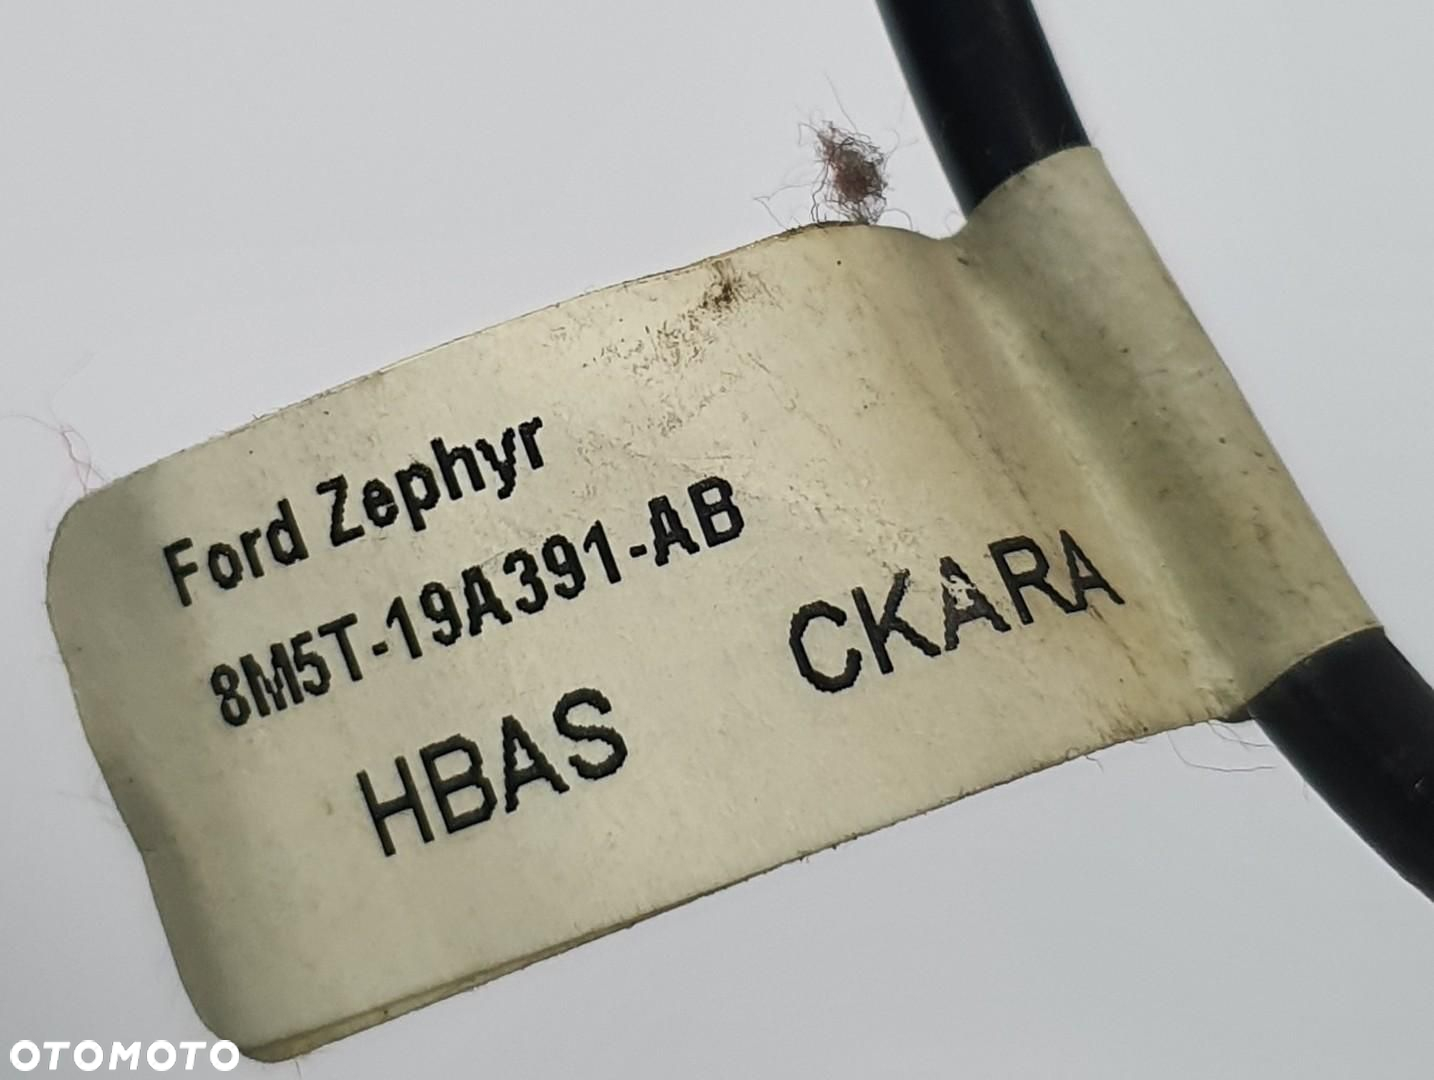 Ford Zephyr
8M5T-19A391-AB
HBAS CKARA
OTOMOTO